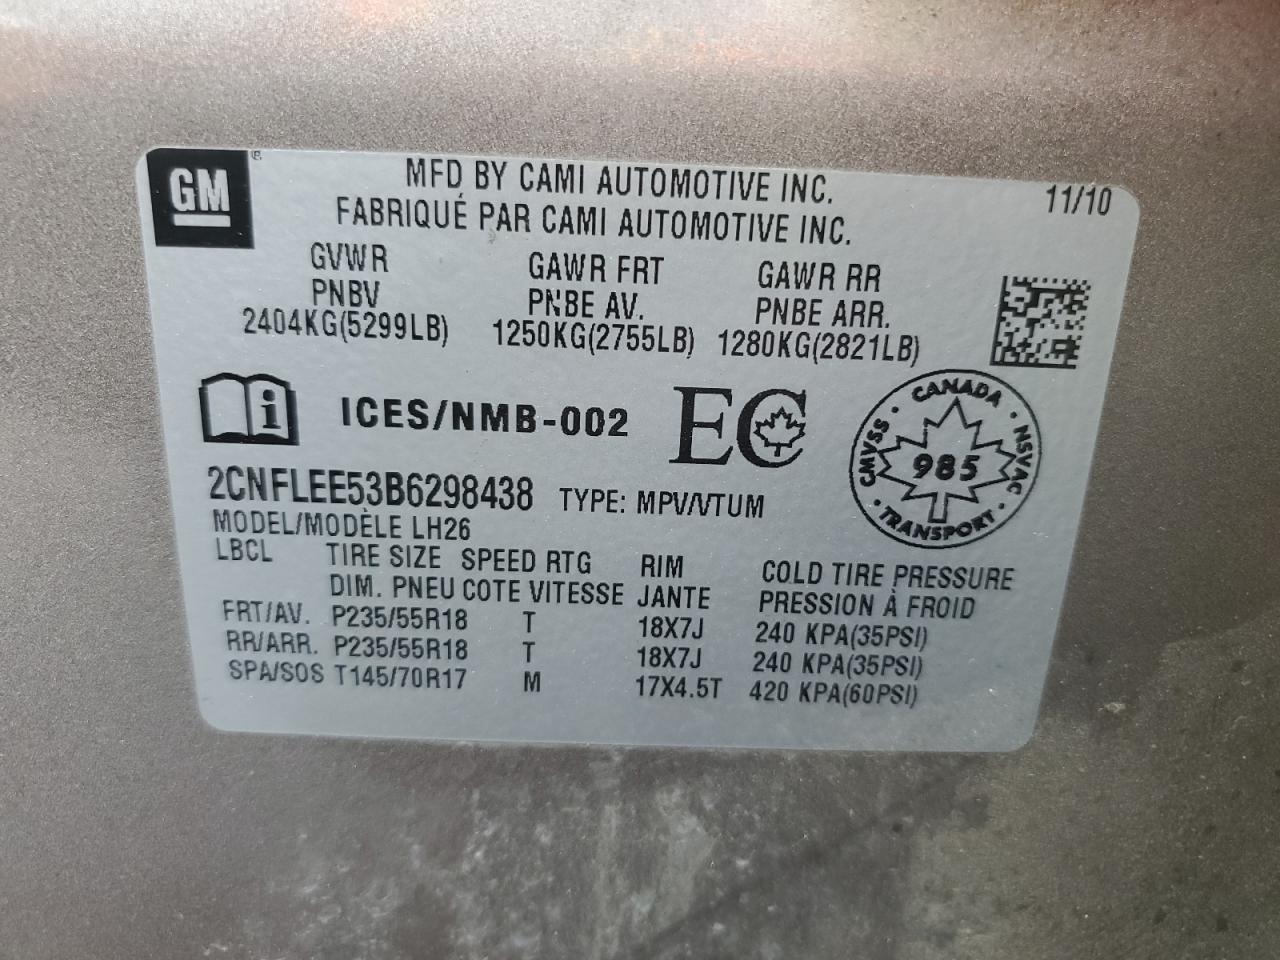 GM
MFD BY CAMI AUTOMOTIVE INC. 11/10
FABRIQUÉ PAR CAMI AUTOMOTIVE INC.
GVWR GAWR FRT GAWR RR
PNBV PNBE AV. PNBE ARR.
2404KG(5299LB) 1250KG(2755LB) 1280KG(2821LB)
i ICES/NMB-002 EC
CANADA
CMVSS 985 NSVAC
TRANSPORT
2CNFLEE53B6298438 TYPE: MPV/VTUM
MODEL/MODÈLE LH26
LBCL TIRE SIZE SPEED RTG RIM COLD TIRE PRESSURE
DIM. PNEU COTE VITESSE JANTE PRESSION À FROID
FRT/AV. P235/55R18 T 18X7J 240 KPA(35PSI)
RR/ARR. P235/55R18 T 18X7J 240 KPA(35PSI)
SPA/SOS T145/70R17 M 17X4.5T 420 KPA(60PSI)